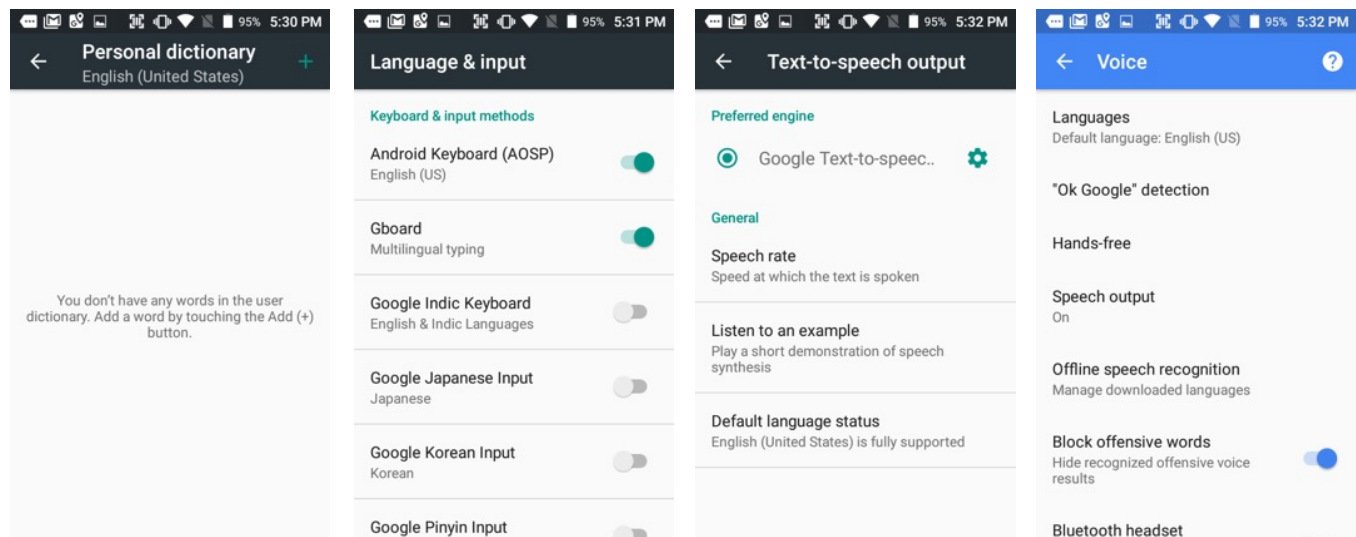 95% 5:30 PM
Personal dictionary
English (United States)
You don't have any words in the user
dictionary. Add a word by touching the Add (+)
button.
95% 5:31 PM
Language & input
Keyboard & input methods
Android Keyboard (AOSP)
English (US)
Gboard
Multilingual typing
Google Indic Keyboard
English & Indic Languages
Google Japanese Input
Japanese
Google Korean Input
Korean
Google Pinyin Input
95% 5:32 PM
Text-to-speech output
Preferred engine
Google Text-to-speec..
General
Speech rate
Speed at which the text is spoken
Listen to an example
Play a short demonstration of speech
synthesis
Default language status
English (United States) is fully supported
95% 5:32 PM
Voice
Languages
Default language: English (US)
"Ok Google" detection
Hands-free
Speech output
On
Offline speech recognition
Manage downloaded languages
Block offensive words
Hide recognized offensive voice
results
Bluetooth headset